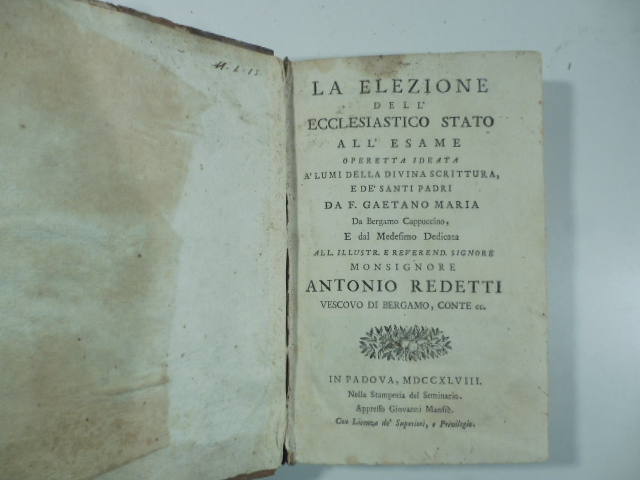 11. L. 15
LA ELEZIONE
DELL'
ECCLESIASTICO STATO
ALL' ESAME
OPERETTA IDEATA
A' LUMI DELLA DIVINA SCRITTURA,
E DE' SANTI PADRI
DA F. GAETANO MARIA
Da Bergamo Cappuccino,
E dal Medesimo Dedicata
ALL. ILLUSTR. E REVEREND. SIGNORE
MONSIGNORE
ANTONIO REDETTI
VESCOVO DI BERGAMO, CONTE ec.
IN PADOVA, MDCCXLVIII.
Nella Stamperia del Seminario.
Appresso Giovanni Manfrè.
Con Licenza de' Superiori, e Privilegio.